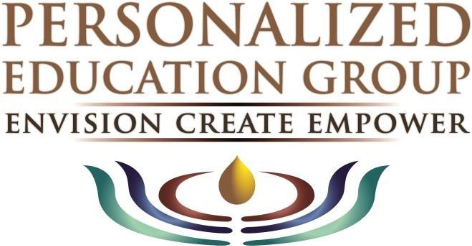 PERSONALIZED
EDUCATION GROUP
ENVISION CREATE EMPOWER